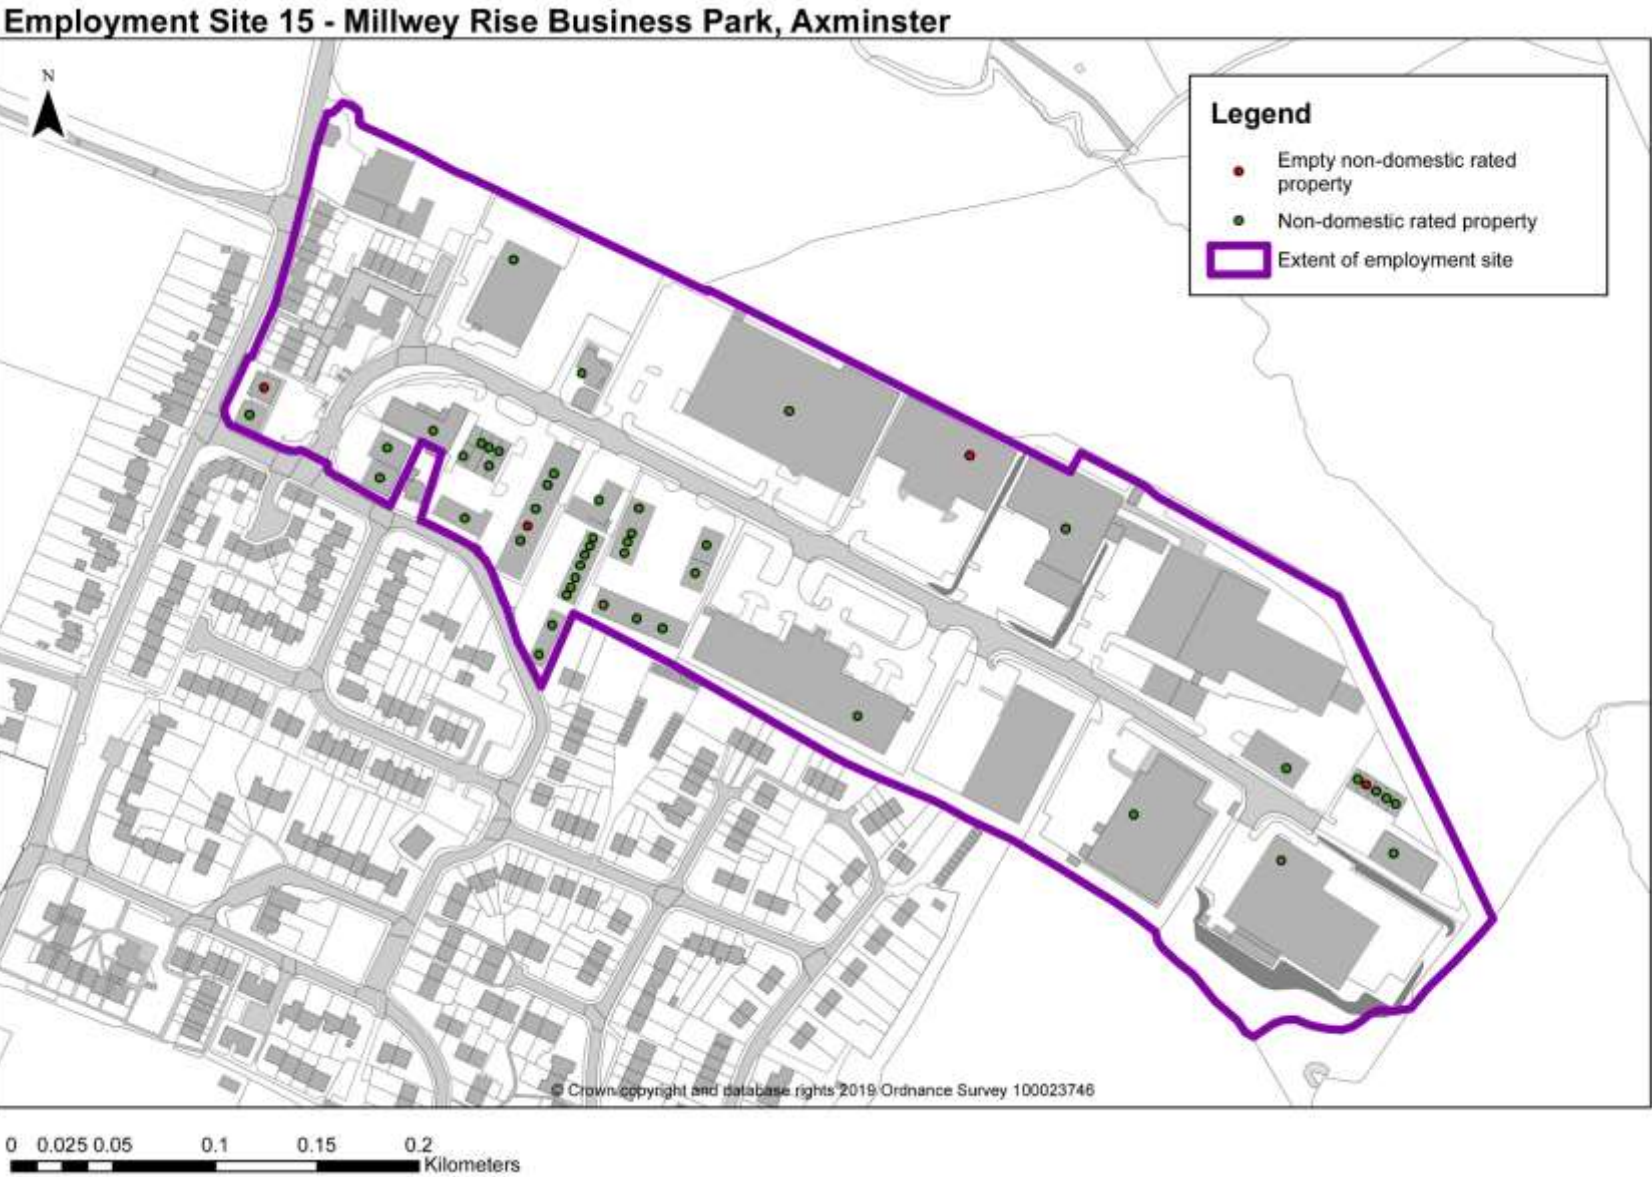 Employment Site 15 - Millwey Rise Business Park, Axminster
N
Legend
Empty non-domestic rated
property
Non-domestic rated property
Extent of employment site
© Crown copyright and database rights 2019 Ordnance Survey 100023746
0 0.025 0.05 0.1 0.15 0.2
Kilometers